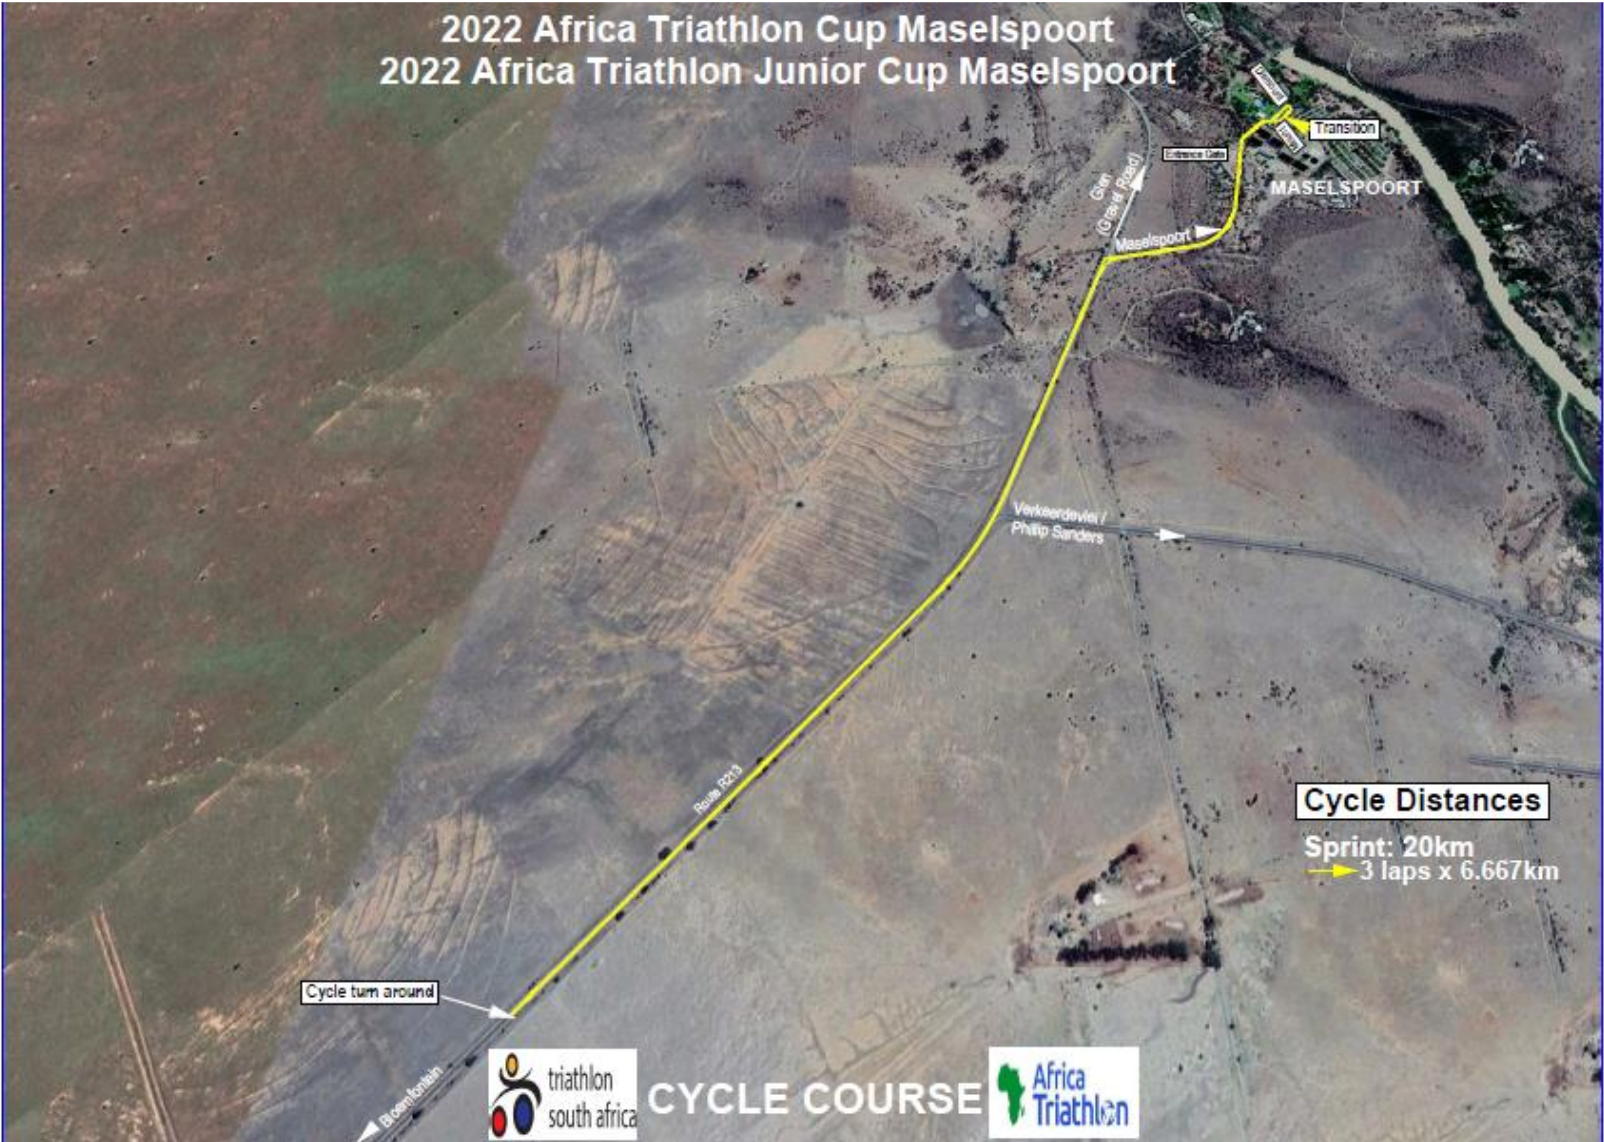 2022 Africa Triathlon Cup Maselspoort
2022 Africa Triathlon Junior Cup Maselspoort
Dismount
Transition
Entrance Gate
MASELSPOORT
Glen
(Gravel Road)
Maselspoort
Verkeerdevlei /
Phillip Sanders
Route R213
Cycle Distances
Sprint: 20km
3 laps x 6.667km
Cycle turn around
Bloemfontein
triathlon
south africa
CYCLE COURSE
Africa
Triathlon